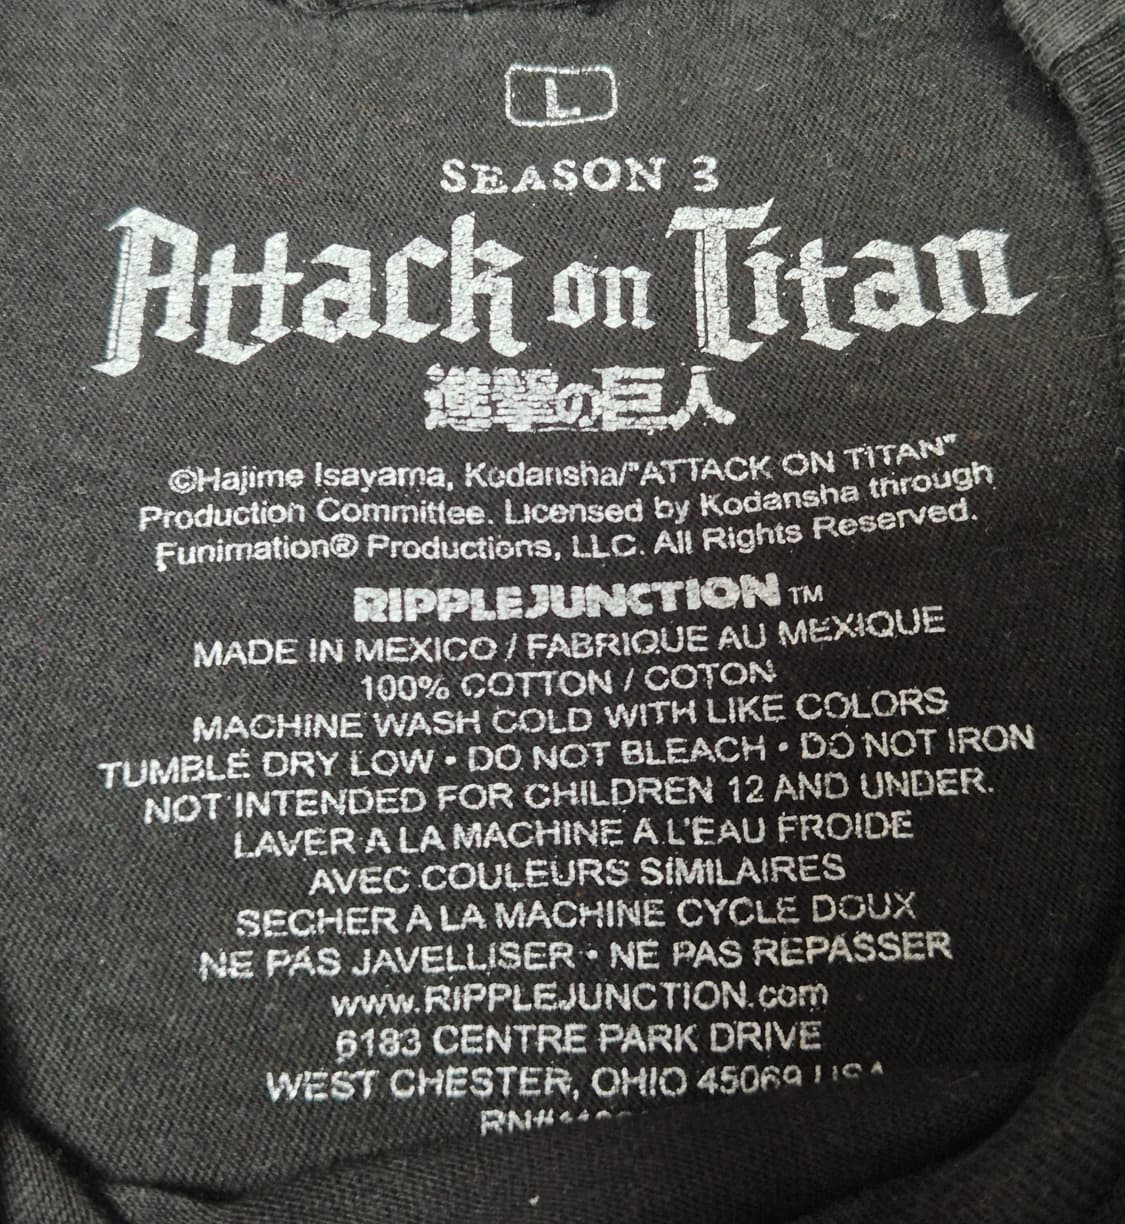 L
SEASON 3
Attack on Titan
進撃の巨人
©Hajime Isayama, Kodansha/"ATTACK ON TITAN"
Production Committee. Licensed by Kodansha through
Funimation® Productions, LLC. All Rights Reserved.
RIPPLEJUNCTION™
MADE IN MEXICO / FABRIQUE AU MEXIQUE
100% COTTON / COTON
MACHINE WASH COLD WITH LIKE COLORS
TUMBLE DRY LOW • DO NOT BLEACH • DO NOT IRON
NOT INTENDED FOR CHILDREN 12 AND UNDER.
LAVER A LA MACHINE A L'EAU FROIDE
AVEC COULEURS SIMILAIRES
SECHER A LA MACHINE CYCLE DOUX
NE PAS JAVELLISER • NE PAS REPASSER
www.RIPPLEJUNCTION.com
6183 CENTRE PARK DRIVE
WEST CHESTER, OHIO 45069 USA